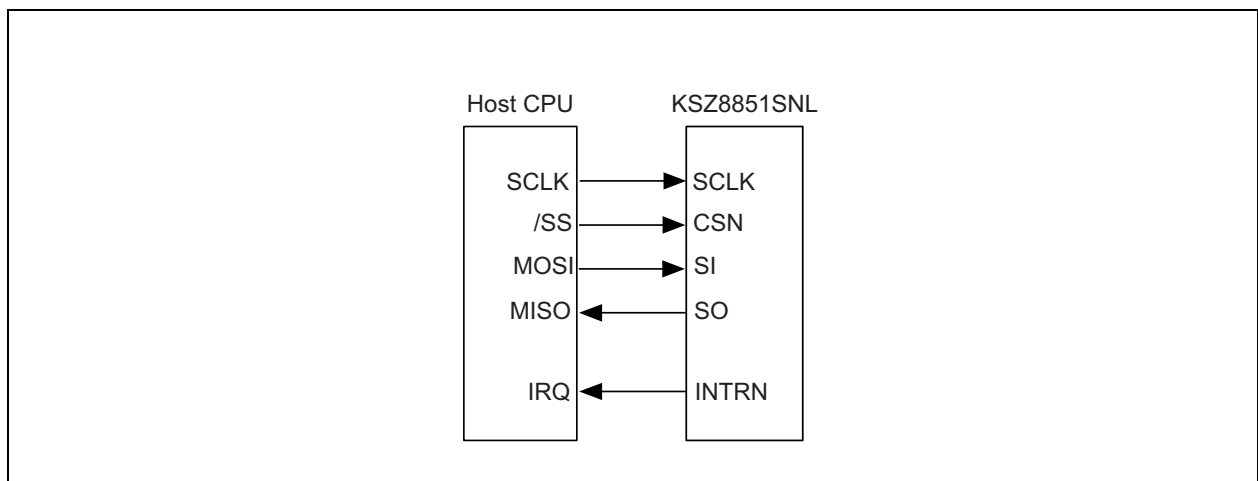 Host CPU KSZ8851SNL
SCLK SCLK
/SS CSN
MOSI SI
MISO SO
IRQ INTRN